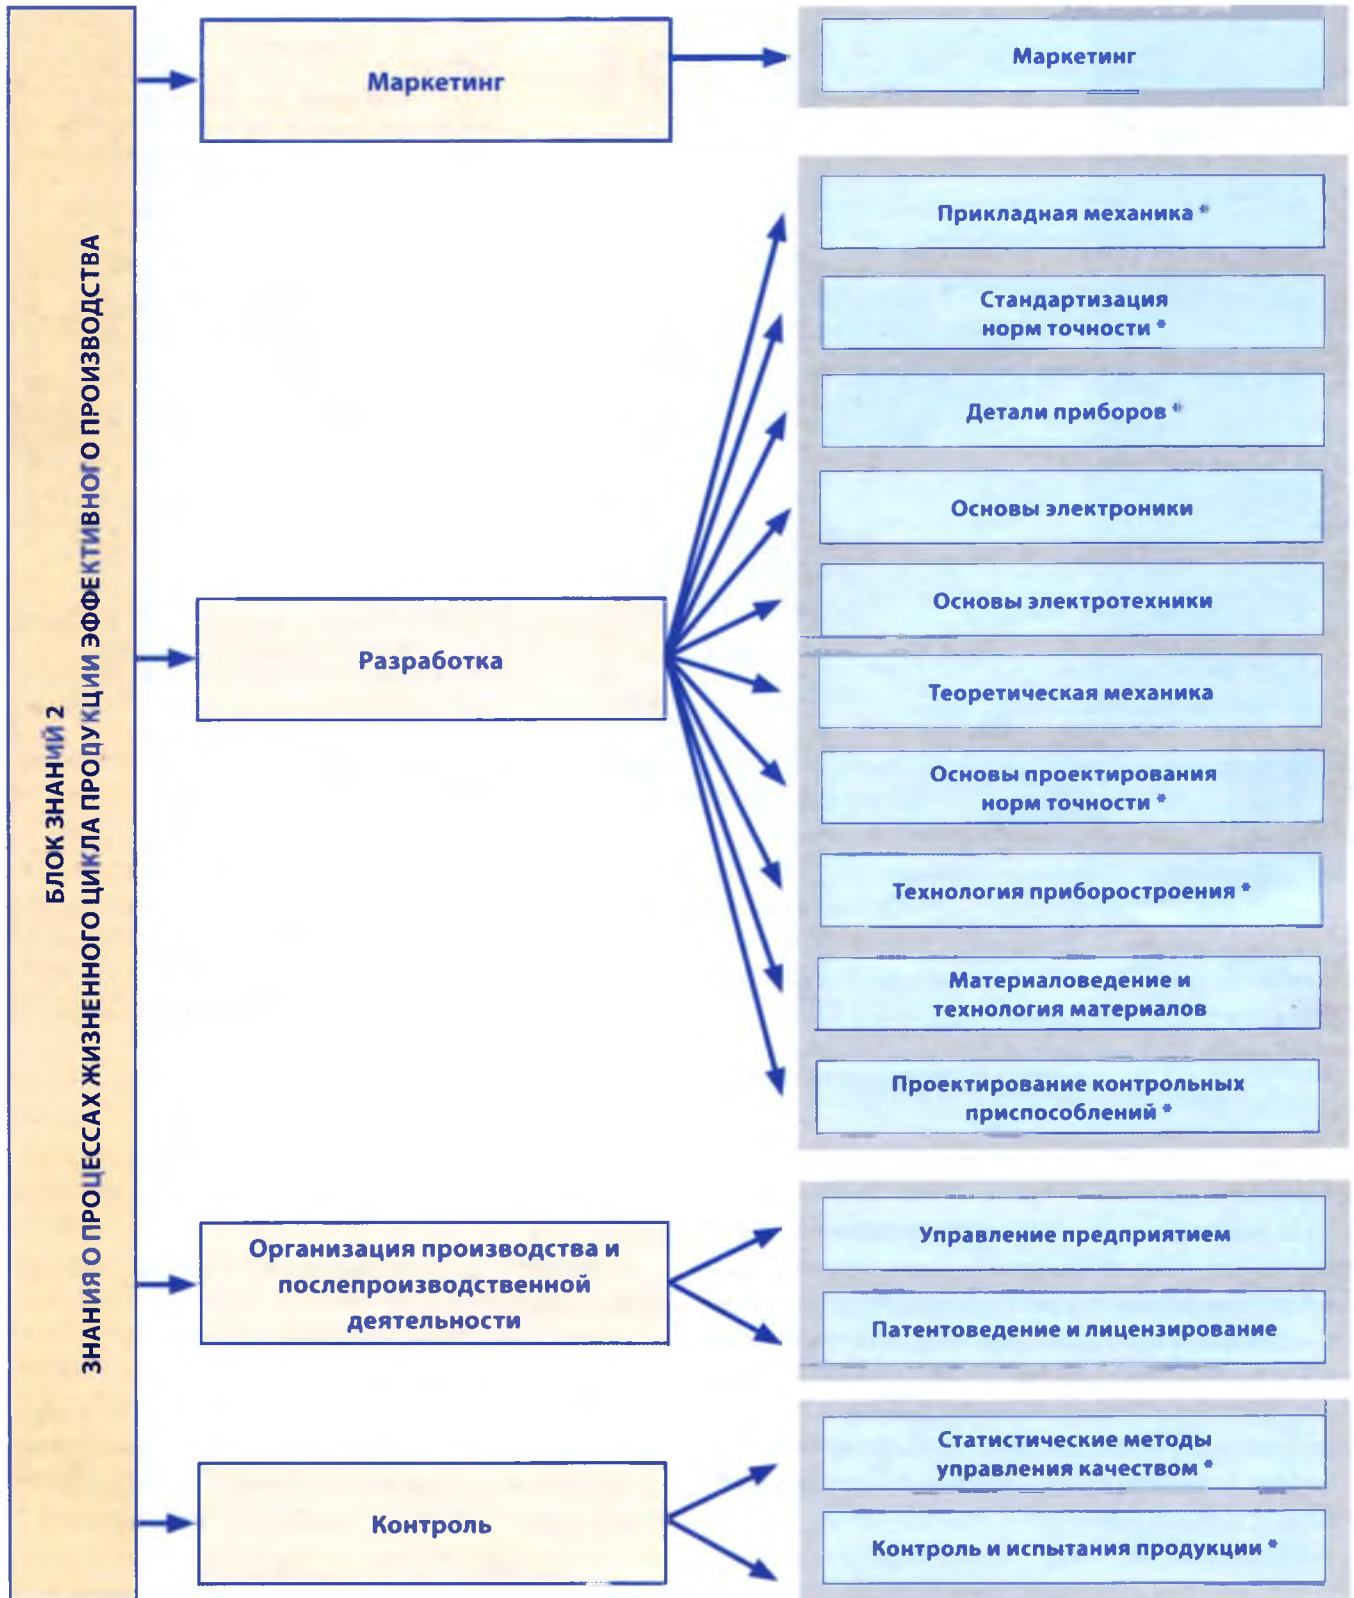 БЛОК ЗНАНИЙ 2
ЗНАНИЯ О ПРОЦЕССАХ ЖИЗНЕННОГО ЦИКЛА ПРОДУКЦИИ ЭФФЕКТИВНОГО ПРОИЗВОДСТВА
Маркетинг
Маркетинг
Разработка
Прикладная механика *
Стандартизация
норм точности *
Детали приборов *
Основы электроники
Основы электротехники
Теоретическая механика
Основы проектирования
норм точности *
Технология приборостроения *
Материаловедение и
технология материалов
Проектирование контрольных
приспособлений *
Организация производства и
послепроизводственной
деятельности
Управление предприятием
Патентоведение и лицензирование
Контроль
Статистические методы
управления качеством *
Контроль и испытания продукции *